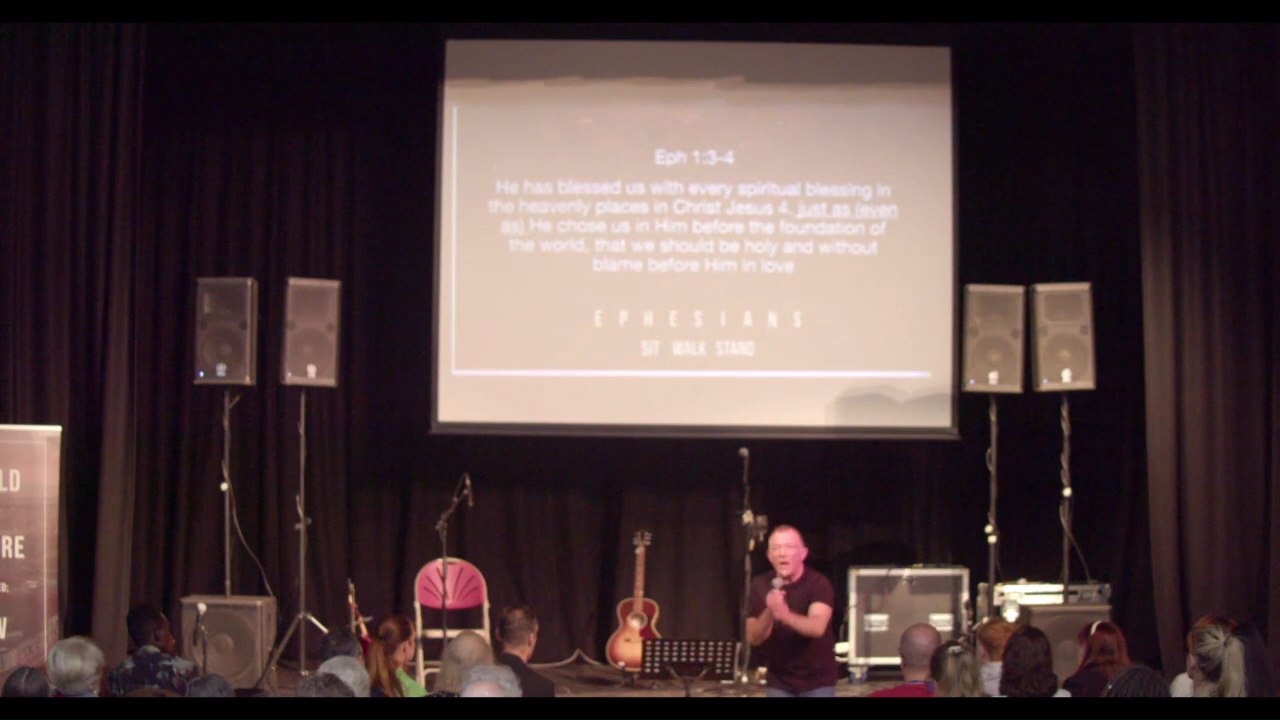 Eph 1:3-4
He has blessed us with every spiritual blessing in
the heavenly places in Christ Jesus 4, just as (even
as) He chose us in Him before the foundation of
the world, that we should be holy and without
blame before Him in love
EPHESIANS
SIT WALK STAND
LD
RE